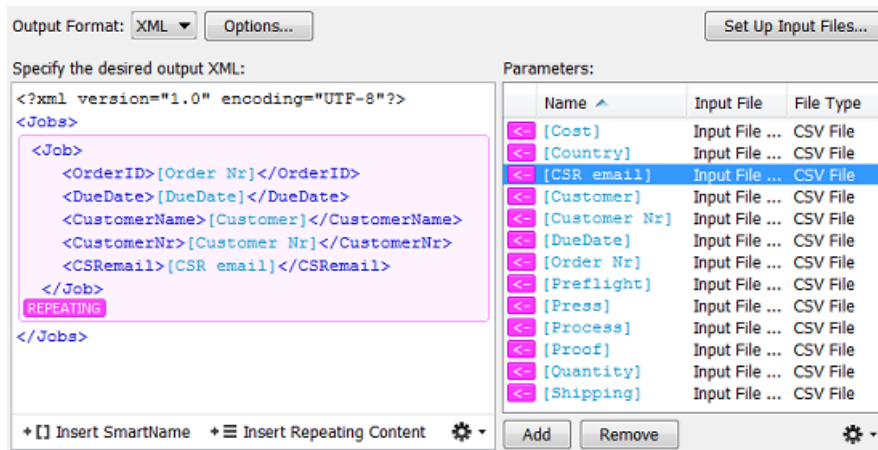 Output Format: XML Options... Set Up Input Files...
Specify the desired output XML: Parameters:
<?xml version="1.0" encoding="UTF-8"?>
<Jobs>
<Job>
<OrderID>[Order Nr]</OrderID>
<DueDate>[DueDate]</DueDate>
<CustomerName>[Customer]</CustomerName>
<CustomerNr>[Customer Nr]</CustomerNr>
<CSRemail>[CSR email]</CSRemail>
</Job>
REPEATING
</Jobs>
+[] Insert SmartName + Insert Repeating Content
Name Input File File Type
<- [Cost] Input File ... CSV File
<- [Country] Input File ... CSV File
<- [CSR email] Input File ... CSV File
<- [Customer] Input File ... CSV File
<- [Customer Nr] Input File ... CSV File
<- [DueDate] Input File ... CSV File
<- [Order Nr] Input File ... CSV File
<- [Preflight] Input File ... CSV File
<- [Press] Input File ... CSV File
<- [Process] Input File ... CSV File
<- [Proof] Input File ... CSV File
<- [Quantity] Input File ... CSV File
<- [Shipping] Input File ... CSV File
Add Remove